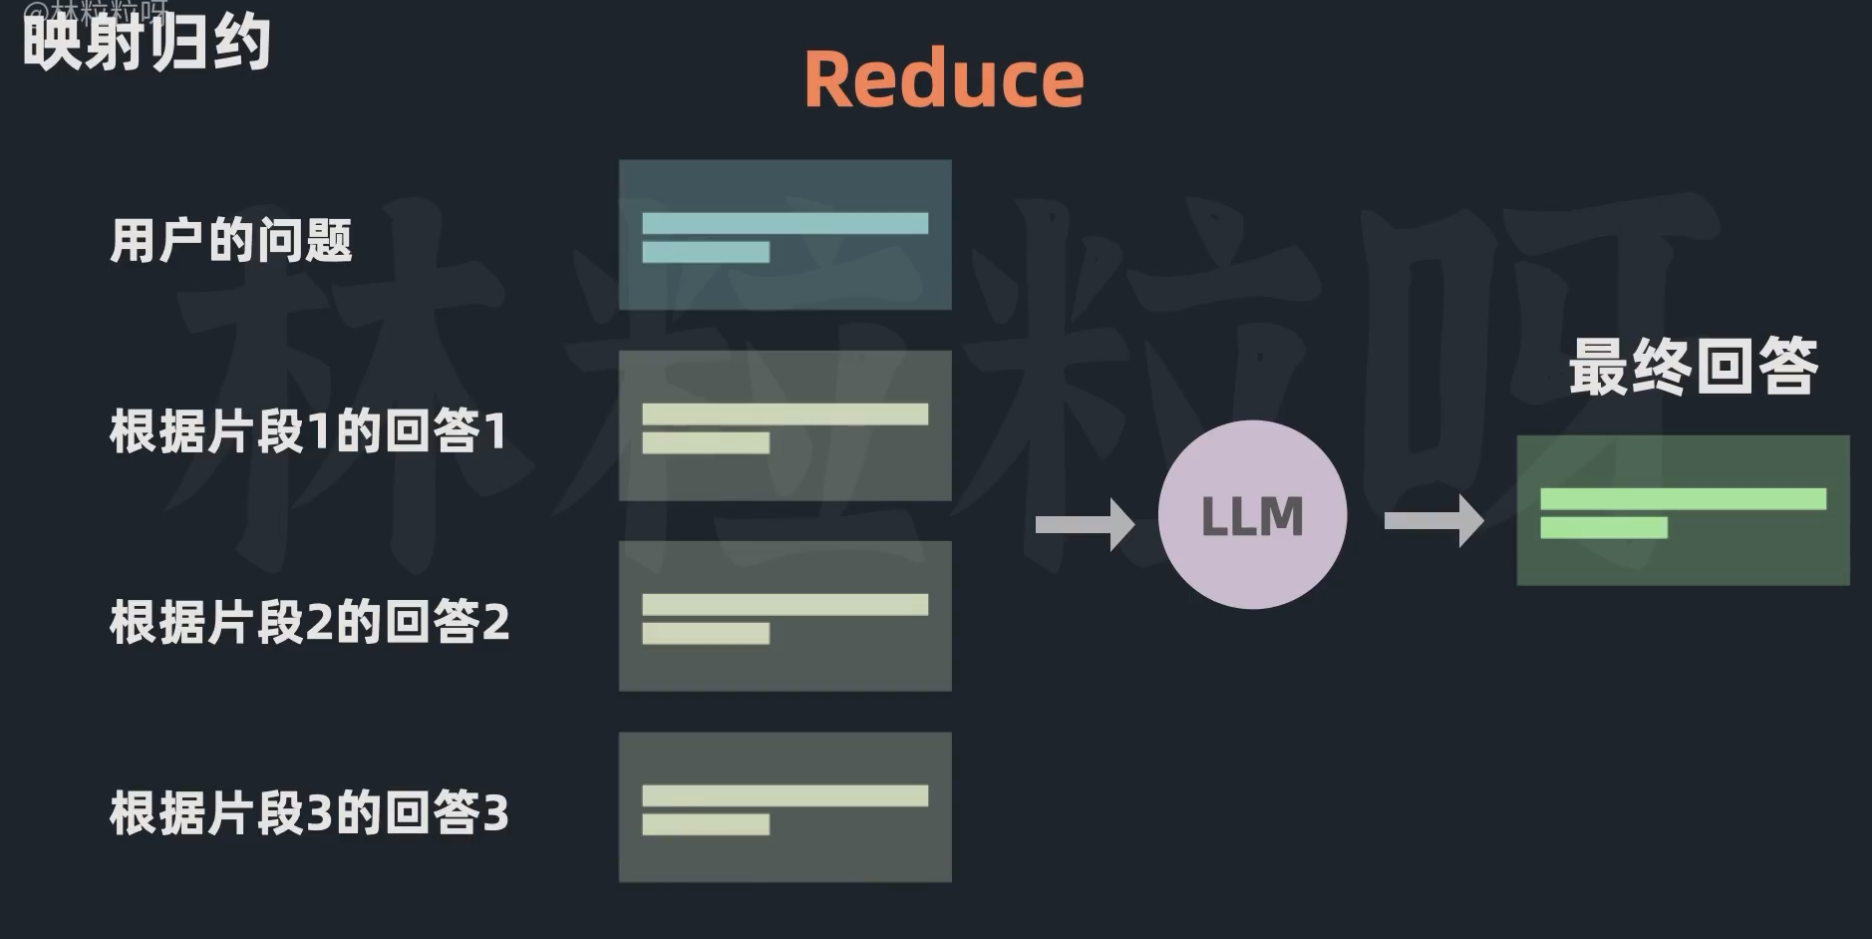 @林粒粒呀
映射归约
Reduce
用户的问题
根据片段1的回答1
根据片段2的回答2
根据片段3的回答3
林粒粒呀
LLM
最终回答